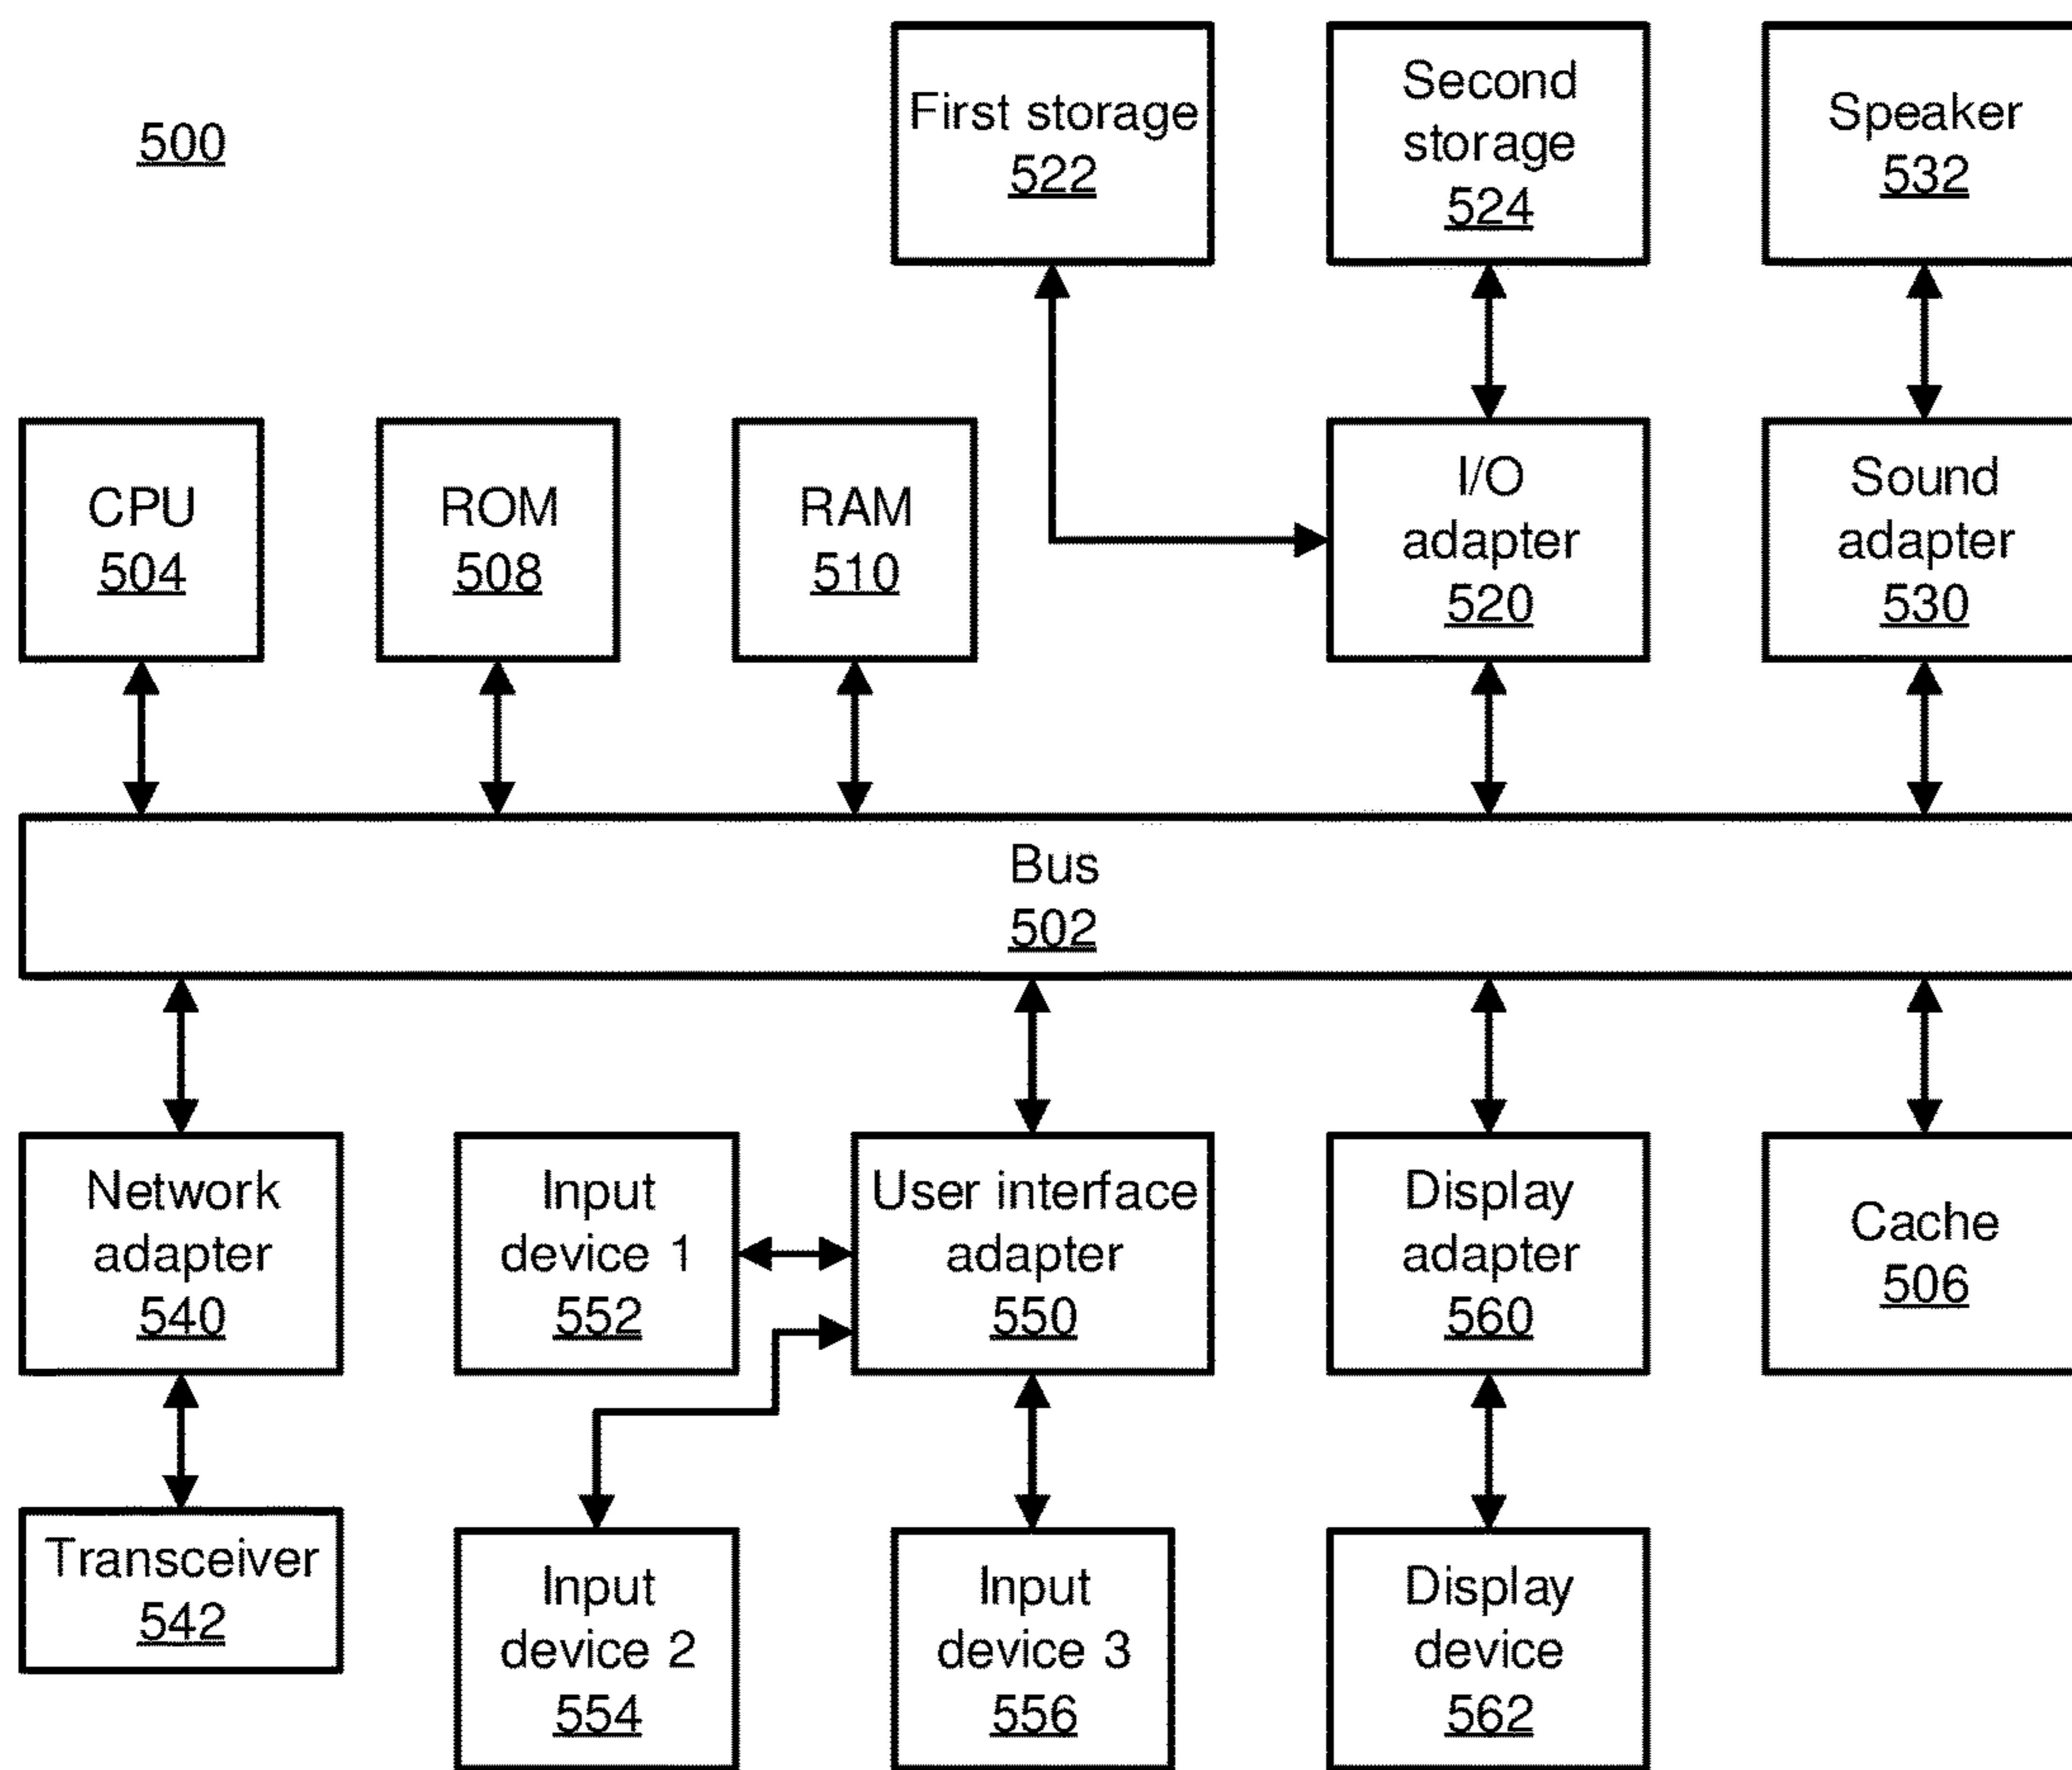 500
First storage
522
Second
storage
524
Speaker
532
CPU
504
ROM
508
RAM
510
I/O
adapter
520
Sound
adapter
530
Bus
502
Network
adapter
540
Input
device 1
552
User interface
adapter
550
Display
adapter
560
Cache
506
Transceiver
542
Input
device 2
554
Input
device 3
556
Display
device
562